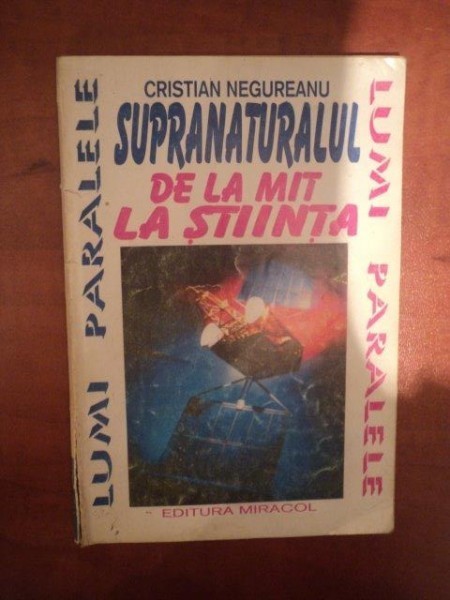 CRISTIAN NEGUREANU
SUPRANATURALUL
DE LA MIT
LA ȘTIINȚA
LUMI PARALELE
LUMI PARALELE
EDITURA MIRACOL